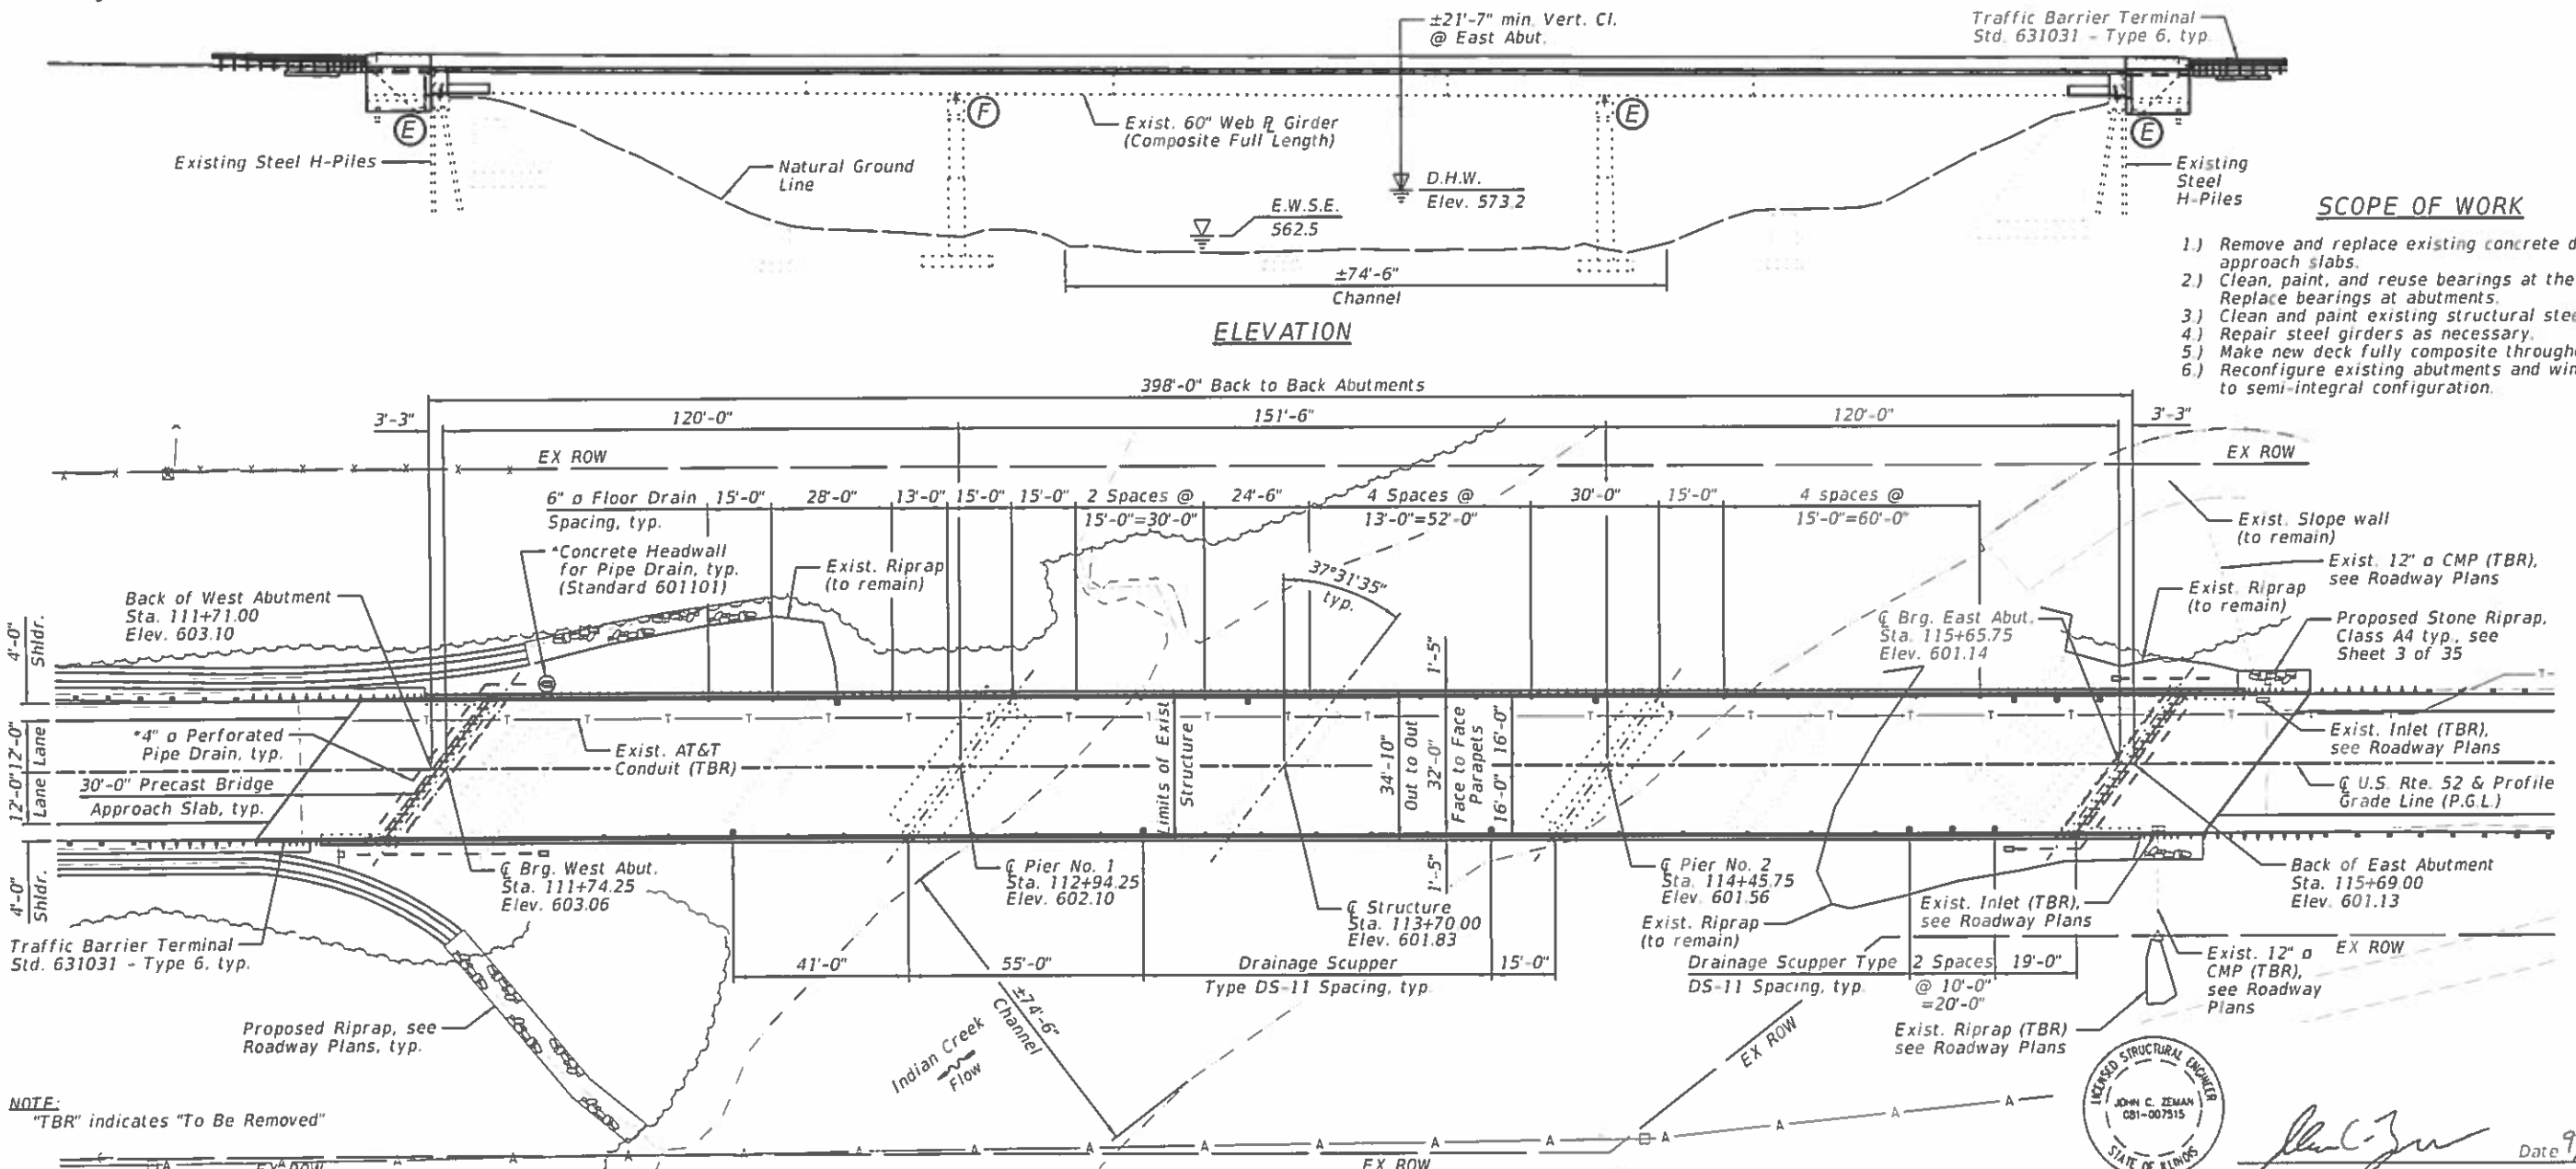 ±21'-7" min. Vert. Cl.
@ East Abut.
Traffic Barrier Terminal
Std. 631031 - Type 6, typ.
E
F
E
E
Exist. 60" Web ℙ Girder
(Composite Full Length)
Existing Steel H-Piles
Natural Ground
Line
D.H.W.
Elev. 573.2
E.W.S.E.
562.5
Existing
Steel
H-Piles
±74'-6"
Channel
ELEVATION
SCOPE OF WORK
1.) Remove and replace existing concrete
approach slabs.
2.) Clean, paint, and reuse bearings at the
Replace bearings at abutments.
3.) Clean and paint existing structural
4.) Repair steel girders as necessary.
5.) Make new deck fully composite
6.) Reconfigure existing abutments and
to semi-integral configuration.
398'-0" Back to Back Abutments
3'-3"
120'-0"
151'-6"
120'-0"
3'-3"
EX ROW
EX ROW
6" ø Floor Drain
Spacing, typ.
15'-0"
28'-0"
13'-0"
15'-0"
15'-0"
2 Spaces @
15'-0"=30'-0"
24'-6"
4 Spaces @
13'-0"=52'-0"
30'-0"
15'-0"
4 spaces @
15'-0"=60'-0"
*Concrete Headwall
for Pipe Drain, typ.
(Standard 601101)
Exist. Riprap
(to remain)
37°31'35"
typ.
Exist. Slope wall
(to remain)
Exist. 12" ø CMP (TBR),
see Roadway Plans
Exist. Riprap
(to remain)
Proposed Stone Riprap,
Class A4 typ., see
Sheet 3 of 35
Back of West Abutment
Sta. 111+71.00
Elev. 603.10
℄ Brg. East Abut.
Sta. 115+65.75
Elev. 601.14
4'-0"
Shldr.
12'-0"
Lane
12'-0"
Lane
4'-0"
Shldr.
*4" ø Perforated
Pipe Drain, typ.
30'-0" Precast Bridge
Approach Slab, typ.
Exist. AT&T
Conduit (TBR)
Limits of Exist
Structure
34'-10"
Out to Out
1'-5"
32'-0"
Face to Face
Parapets
16'-0"
16'-0"
1'-5"
Exist. Inlet (TBR),
see Roadway Plans
℄ U.S. Rte. 52 & Profile
Grade Line (P.G.L.)
℄ Brg. West Abut.
Sta. 111+74.25
Elev. 603.06
℄ Pier No. 1
Sta. 112+94.25
Elev. 602.10
℄ Structure
Sta. 113+70.00
Elev. 601.83
℄ Pier No. 2
Sta. 114+45.75
Elev. 601.56
Exist. Riprap
(to remain)
Exist. Inlet (TBR),
see Roadway Plans
Back of East Abutment
Sta. 115+69.00
Elev. 601.13
Traffic Barrier Terminal
Std. 631031 - Type 6, typ.
41'-0"
55'-0"
Drainage Scupper
Type DS-11 Spacing, typ.
15'-0"
Drainage Scupper Type
DS-11 Spacing, typ.
2 Spaces
@ 10'-0"
=20'-0"
19'-0"
EX ROW
Exist. 12" ø
CMP (TBR),
see Roadway
Plans
Proposed Riprap, see
Roadway Plans, typ.
Indian Creek
Flow
±74'-6"
Channel
EX ROW
Exist. Riprap (TBR)
see Roadway Plans
NOTE:
"TBR" indicates "To Be Removed"
EX ROW
EX ROW
LICENSED STRUCTURAL ENGINEER
JOHN C. ZEMAN
081-007515
STATE OF ILLINOIS
Date 9